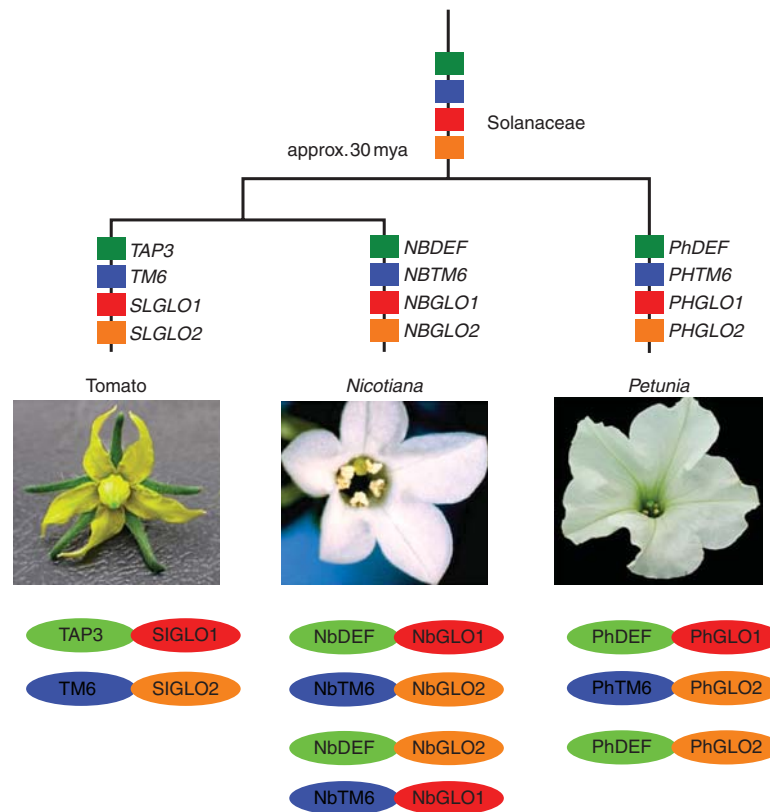 Solanaceae
approx. 30 mya
TAP3
TM6
SLGLO1
SLGLO2
NBDEF
NBTM6
NBGLO1
NBGLO2
PhDEF
PHTM6
PHGLO1
PHGLO2
Tomato
Nicotiana
Petunia
TAP3 SlGLO1
TM6 SlGLO2
NbDEF NbGLO1
NbTM6 NbGLO2
NbDEF NbGLO2
NbTM6 NbGLO1
PhDEF PhGLO1
PhTM6 PhGLO2
PhDEF PhGLO2